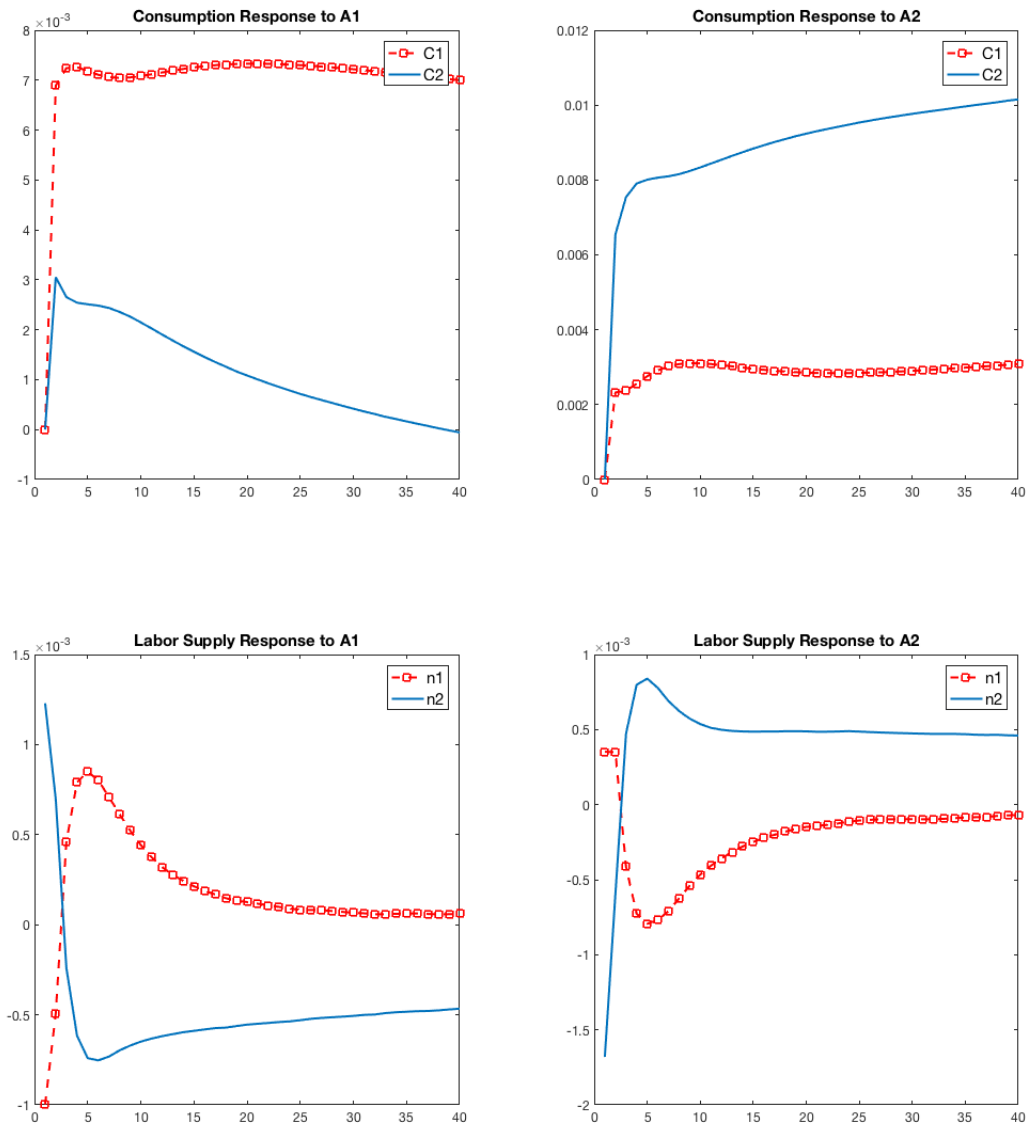 Consumption Response to A1
×10⁻³
8
7
6
5
4
3
2
1
0
-1
0 5 10 15 20 25 30 35 40
C1
C2
Consumption Response to A2
0.012
0.01
0.008
0.006
0.004
0.002
0
0 5 10 15 20 25 30 35 40
C1
C2
Labor Supply Response to A1
×10⁻³
1.5
1
0.5
0
-0.5
-1
0 5 10 15 20 25 30 35 40
n1
n2
Labor Supply Response to A2
×10⁻³
1
0.5
0
-0.5
-1
-1.5
-2
0 5 10 15 20 25 30 35 40
n1
n2